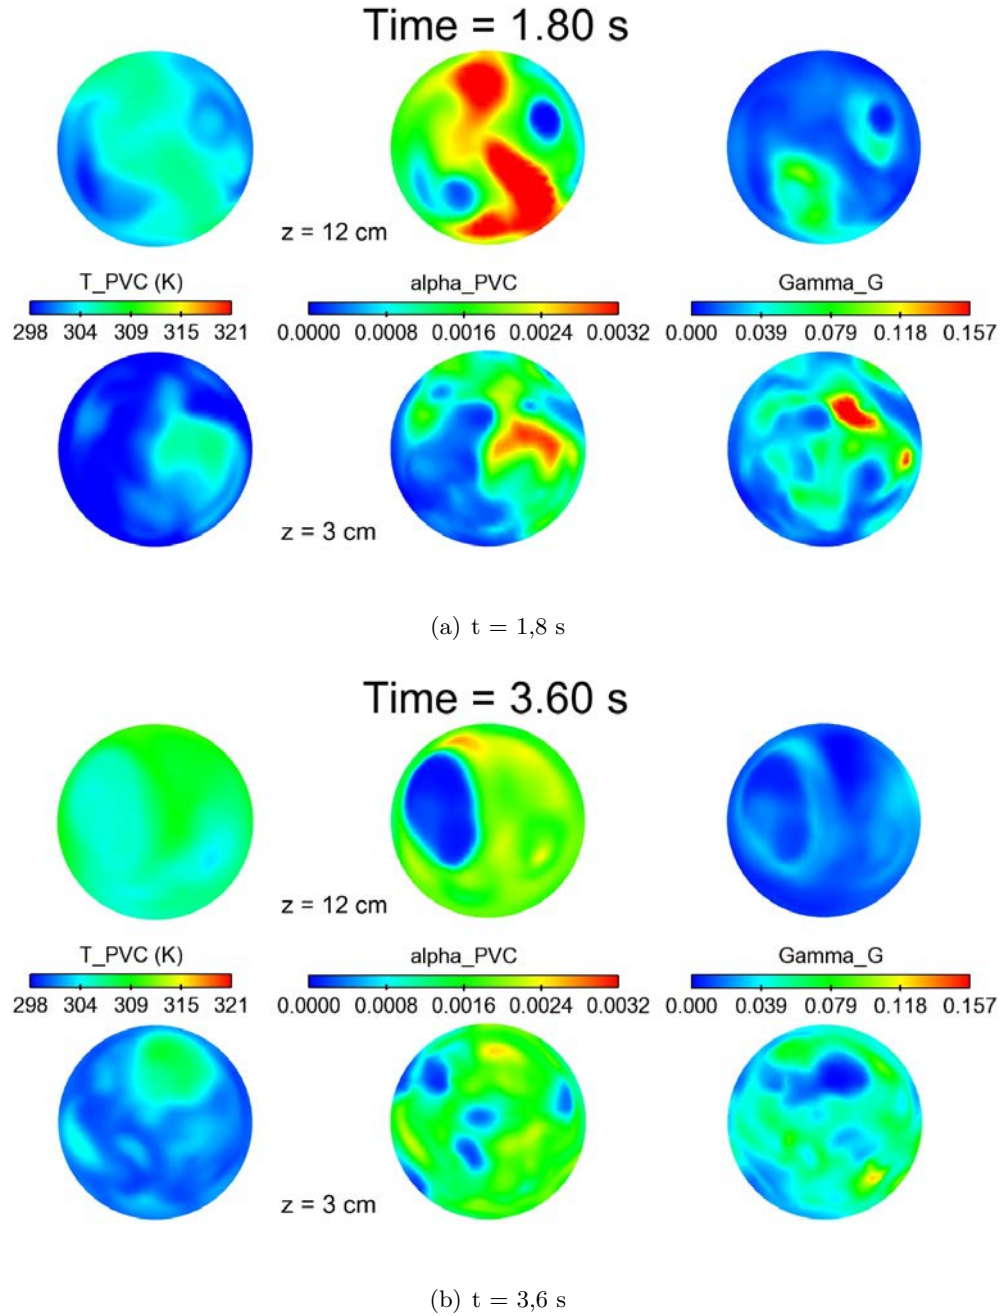 Time = 1.80 s
z = 12 cm
T_PVC (K) alpha_PVC Gamma_G
298 304 309 315 321 0.0000 0.0008 0.0016 0.0024 0.0032 0.000 0.039 0.079 0.118 0.157
z = 3 cm
(a) t = 1,8 s
Time = 3.60 s
z = 12 cm
T_PVC (K) alpha_PVC Gamma_G
298 304 309 315 321 0.0000 0.0008 0.0016 0.0024 0.0032 0.000 0.039 0.079 0.118 0.157
z = 3 cm
(b) t = 3,6 s